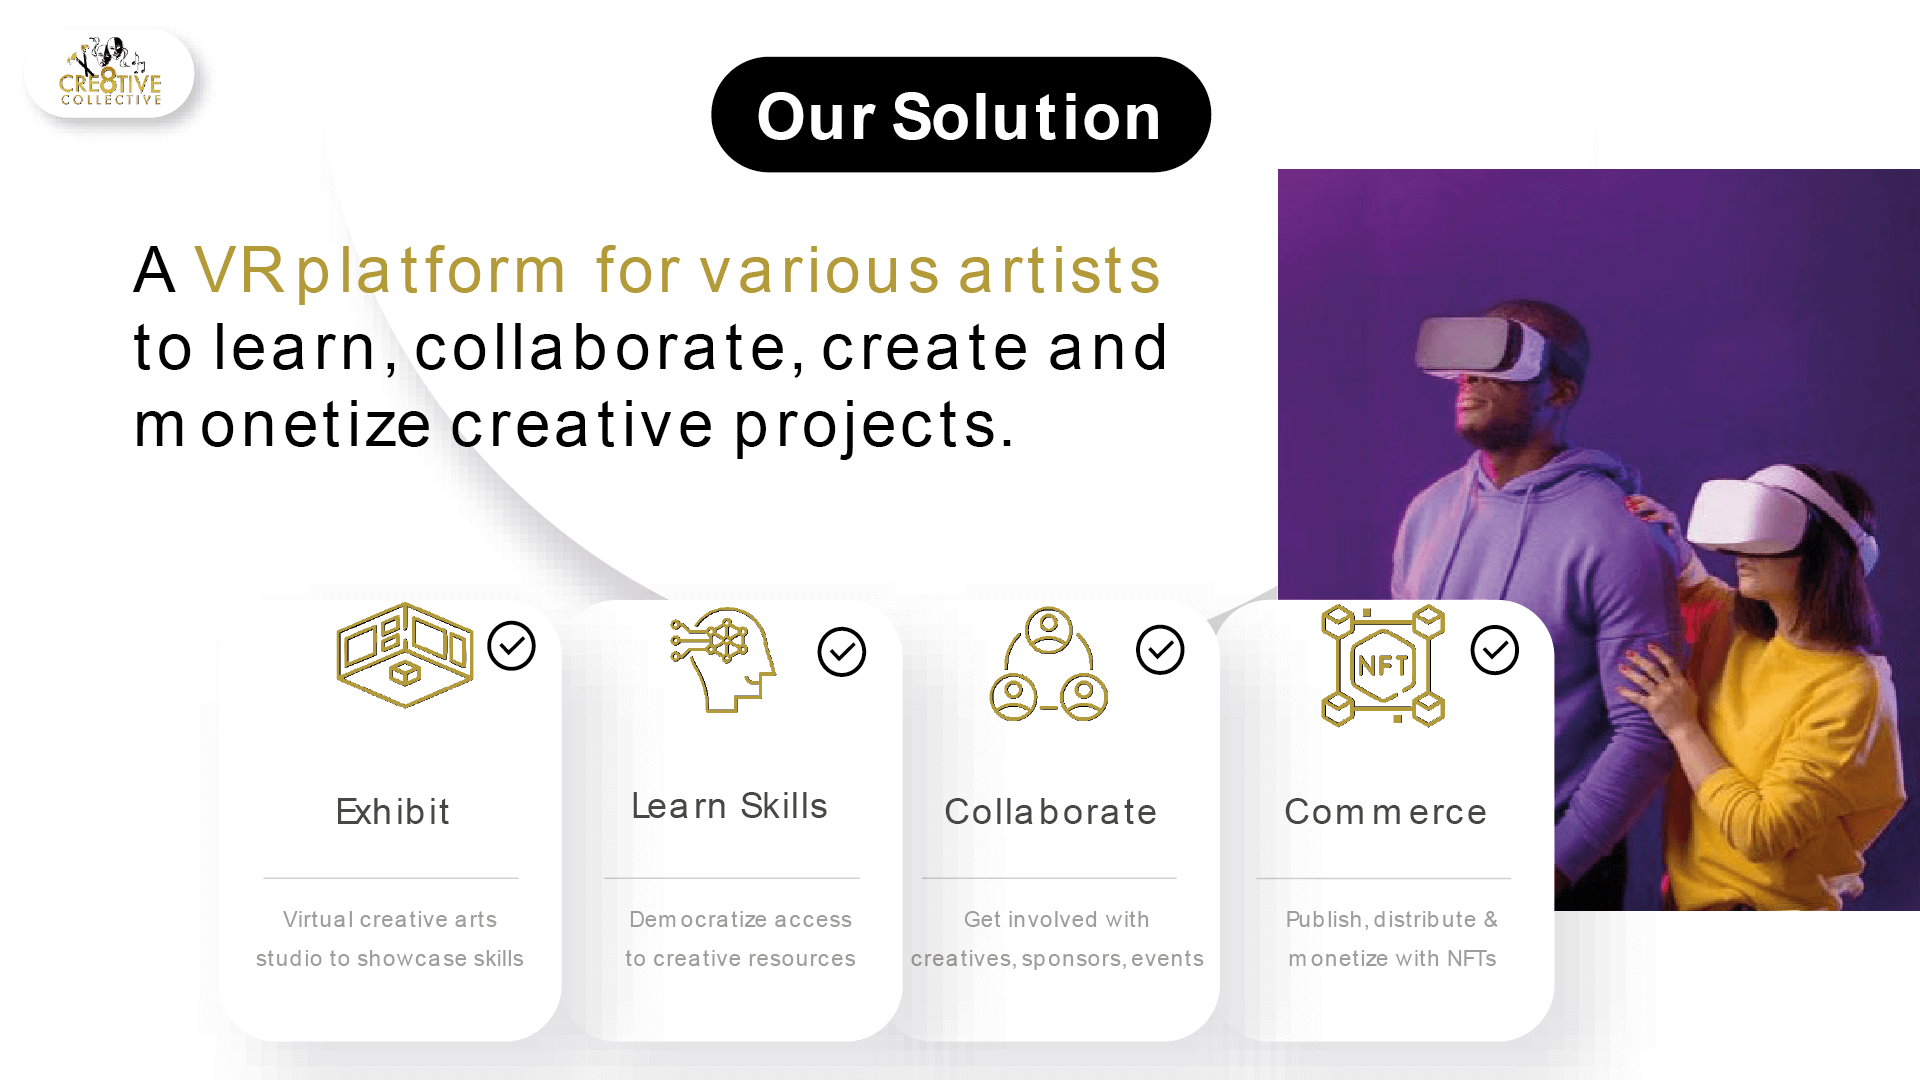 CRE8TIVE
COLLECTIVE
Our Solution
A VR platform for various artists
to learn, collaborate, create and
monetize creative projects.
NFT
Exhibit
Virtual creative arts
studio to showcase skills
Learn Skills
Democratize access
to creative resources
Collaborate
Get involved with
creatives, sponsors, events
Commerce
Publish, distribute &
monetize with NFTs